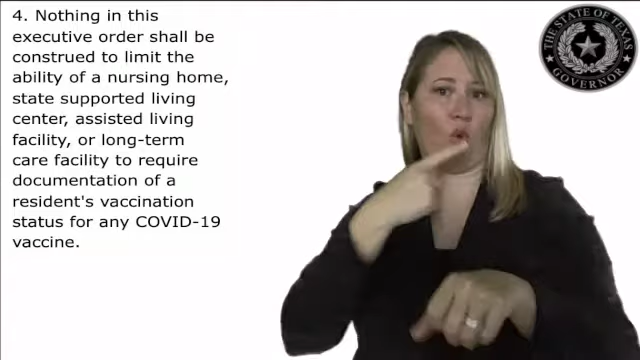 4. Nothing in this
executive order shall be
construed to limit the
ability of a nursing home,
state supported living
center, assisted living
facility, or long-term
care facility to require
documentation of a
resident's vaccination
status for any COVID-19
vaccine.
THE STATE OF TEXAS
GOVERNOR